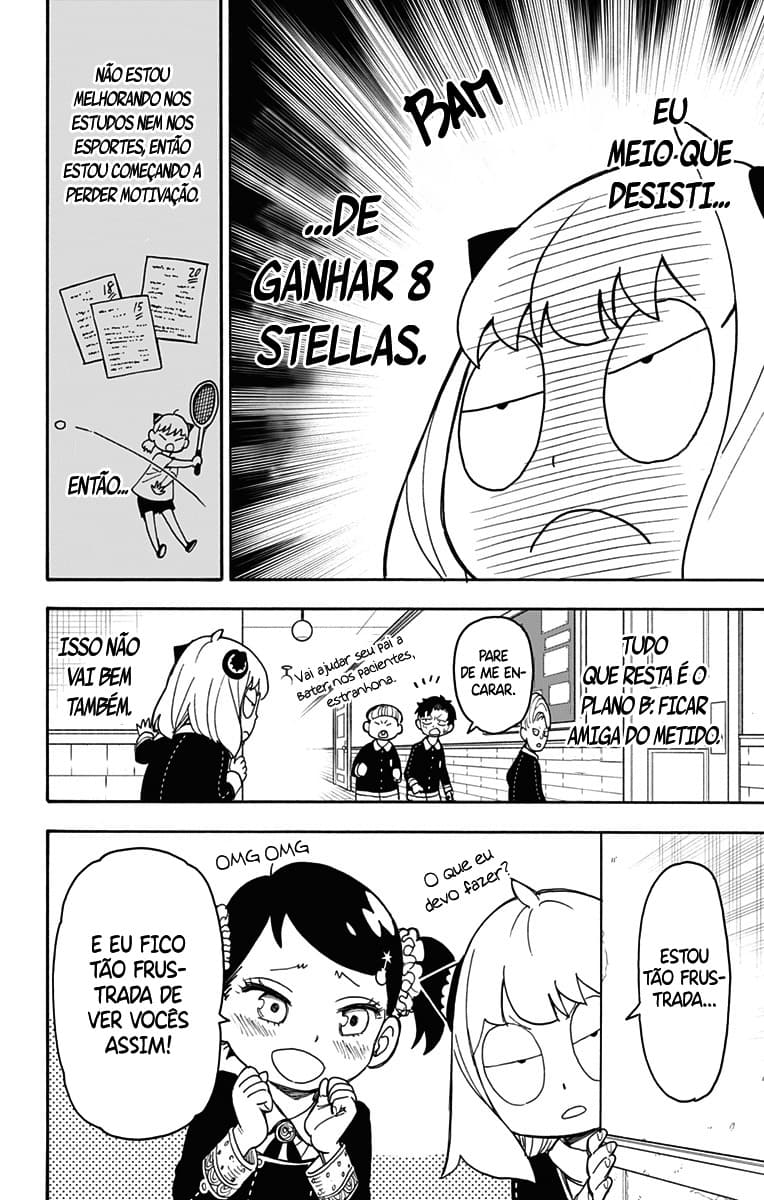 EU
MEIO QUE
DESISTI...
BAM
...DE
GANHAR 8
STELLAS.
NÃO ESTOU
MELHORANDO NOS
ESTUDOS NEM NOS
ESPORTES, ENTÃO
ESTOU COMEÇANDO A
PERDER MOTIVAÇÃO.
20
18
15
ENTÃO...
TUDO
QUE RESTA É O
PLANO B: FICAR
AMIGA DO METIDO.
PARE
DE ME EN-
CARAR.
Vai ajudar seu pai a
Bater nos pacientes,
estranhona.
ISSO NÃO
VAI BEM
TAMBÉM.
ESTOU
TÃO FRUS-
TRADA...
O que eu
devo fazer?
OMG OMG
E EU FICO
TÃO FRUS-
TRADA DE
VER VOCÊS
ASSIM!